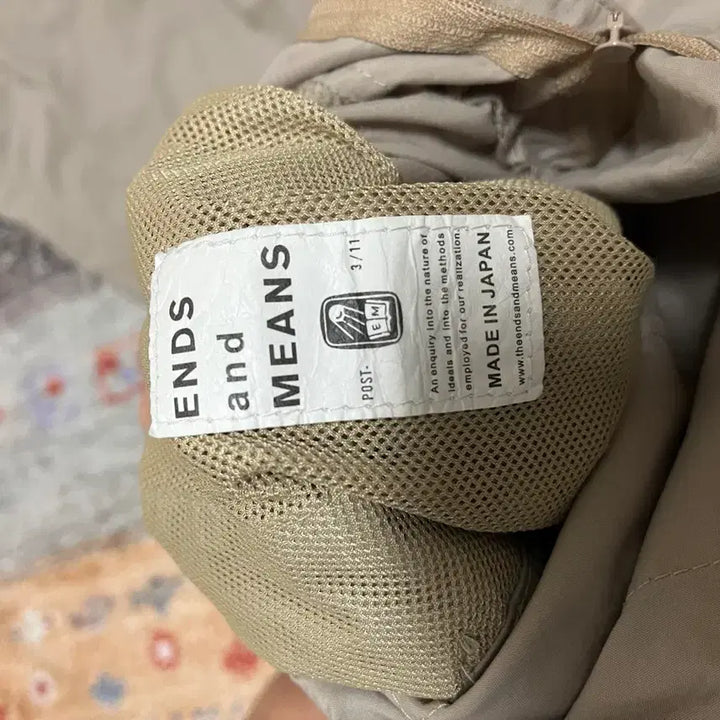 ENDS
and
MEANS
POST- 3/11
E M
An enquiry into the nature of
ideals and into the methods
employed for our realization.
MADE IN JAPAN
www.theendsandmeans.com